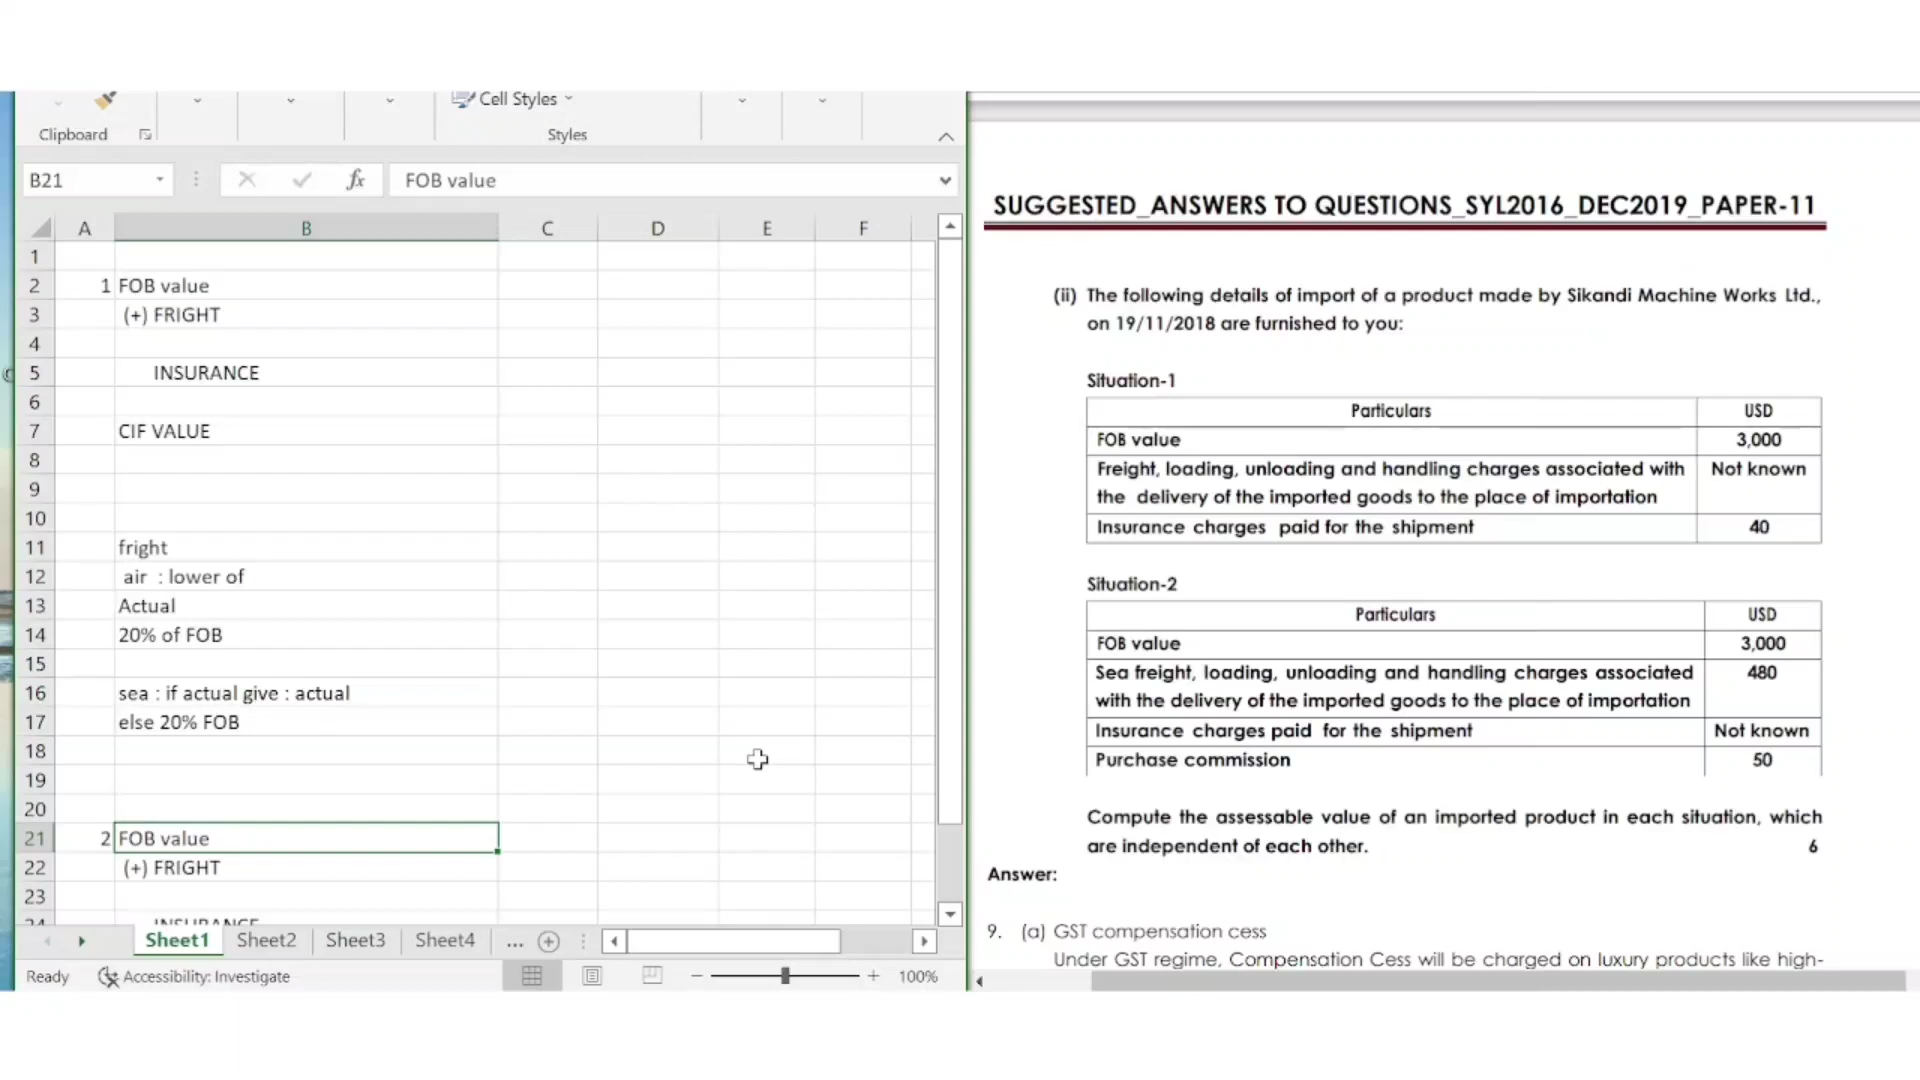 Cell Styles
Clipboard
Styles
B21
fx
FOB value
A B C D E F
1
2 1 FOB value
3 (+) FRIGHT
4
5 INSURANCE
6
7 CIF VALUE
8
9
10
11 fright
12 air : lower of
13 Actual
14 20% of FOB
15
16 sea : if actual give : actual
17 else 20% FOB
18
19
20
21 2 FOB value
22 (+) FRIGHT
23
24 INSURANCE
Sheet1 Sheet2 Sheet3 Sheet4 ...
Ready Accessibility: Investigate 100%
SUGGESTED_ANSWERS TO QUESTIONS_SYL2016_DEC2019_PAPER-11
(ii) The following details of import of a product made by Sikandi Machine Works Ltd.,
on 19/11/2018 are furnished to you:
Situation-1
Particulars USD
FOB value 3,000
Freight, loading, unloading and handling charges associated with Not known
the delivery of the imported goods to the place of importation
Insurance charges paid for the shipment 40
Situation-2
Particulars USD
FOB value 3,000
Sea freight, loading, unloading and handling charges associated 480
with the delivery of the imported goods to the place of importation
Insurance charges paid for the shipment Not known
Purchase commission 50
Compute the assessable value of an imported product in each situation, which
are independent of each other. 6
Answer:
9. (a) GST compensation cess
Under GST regime, Compensation Cess will be charged on luxury products like high-